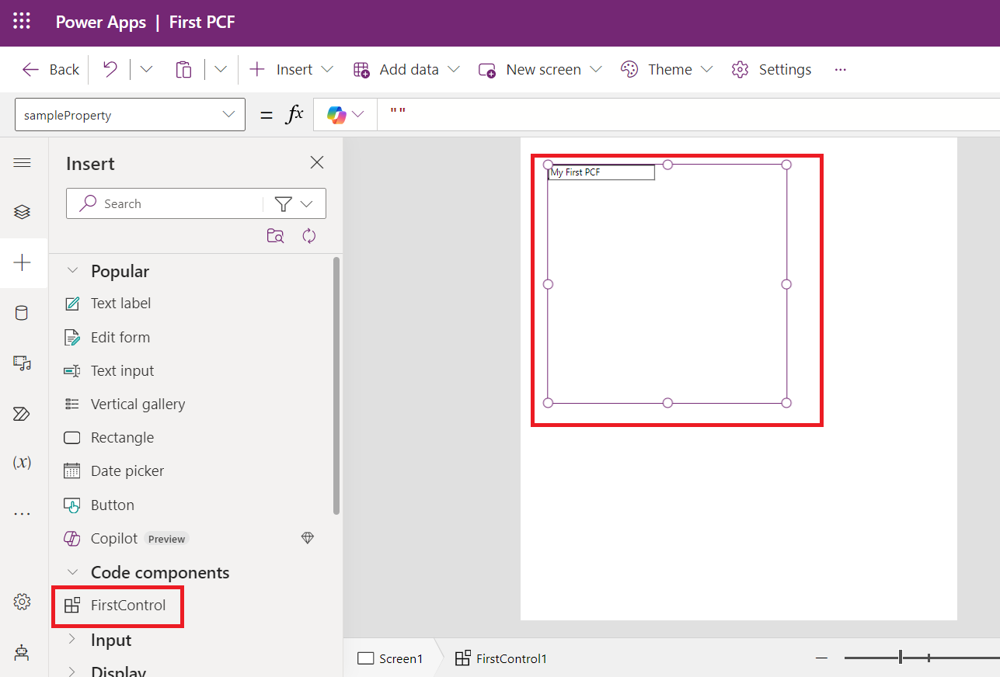 Power Apps | First PCF
Back
Insert
Add data
New screen
Theme
Settings
...
sampleProperty
= fx
""
Insert
Search
Popular
Text label
Edit form
Text input
Vertical gallery
Rectangle
Date picker
Button
Copilot Preview
Code components
FirstControl
Input
Display
(x)
My First PCF
Screen1
FirstControl1